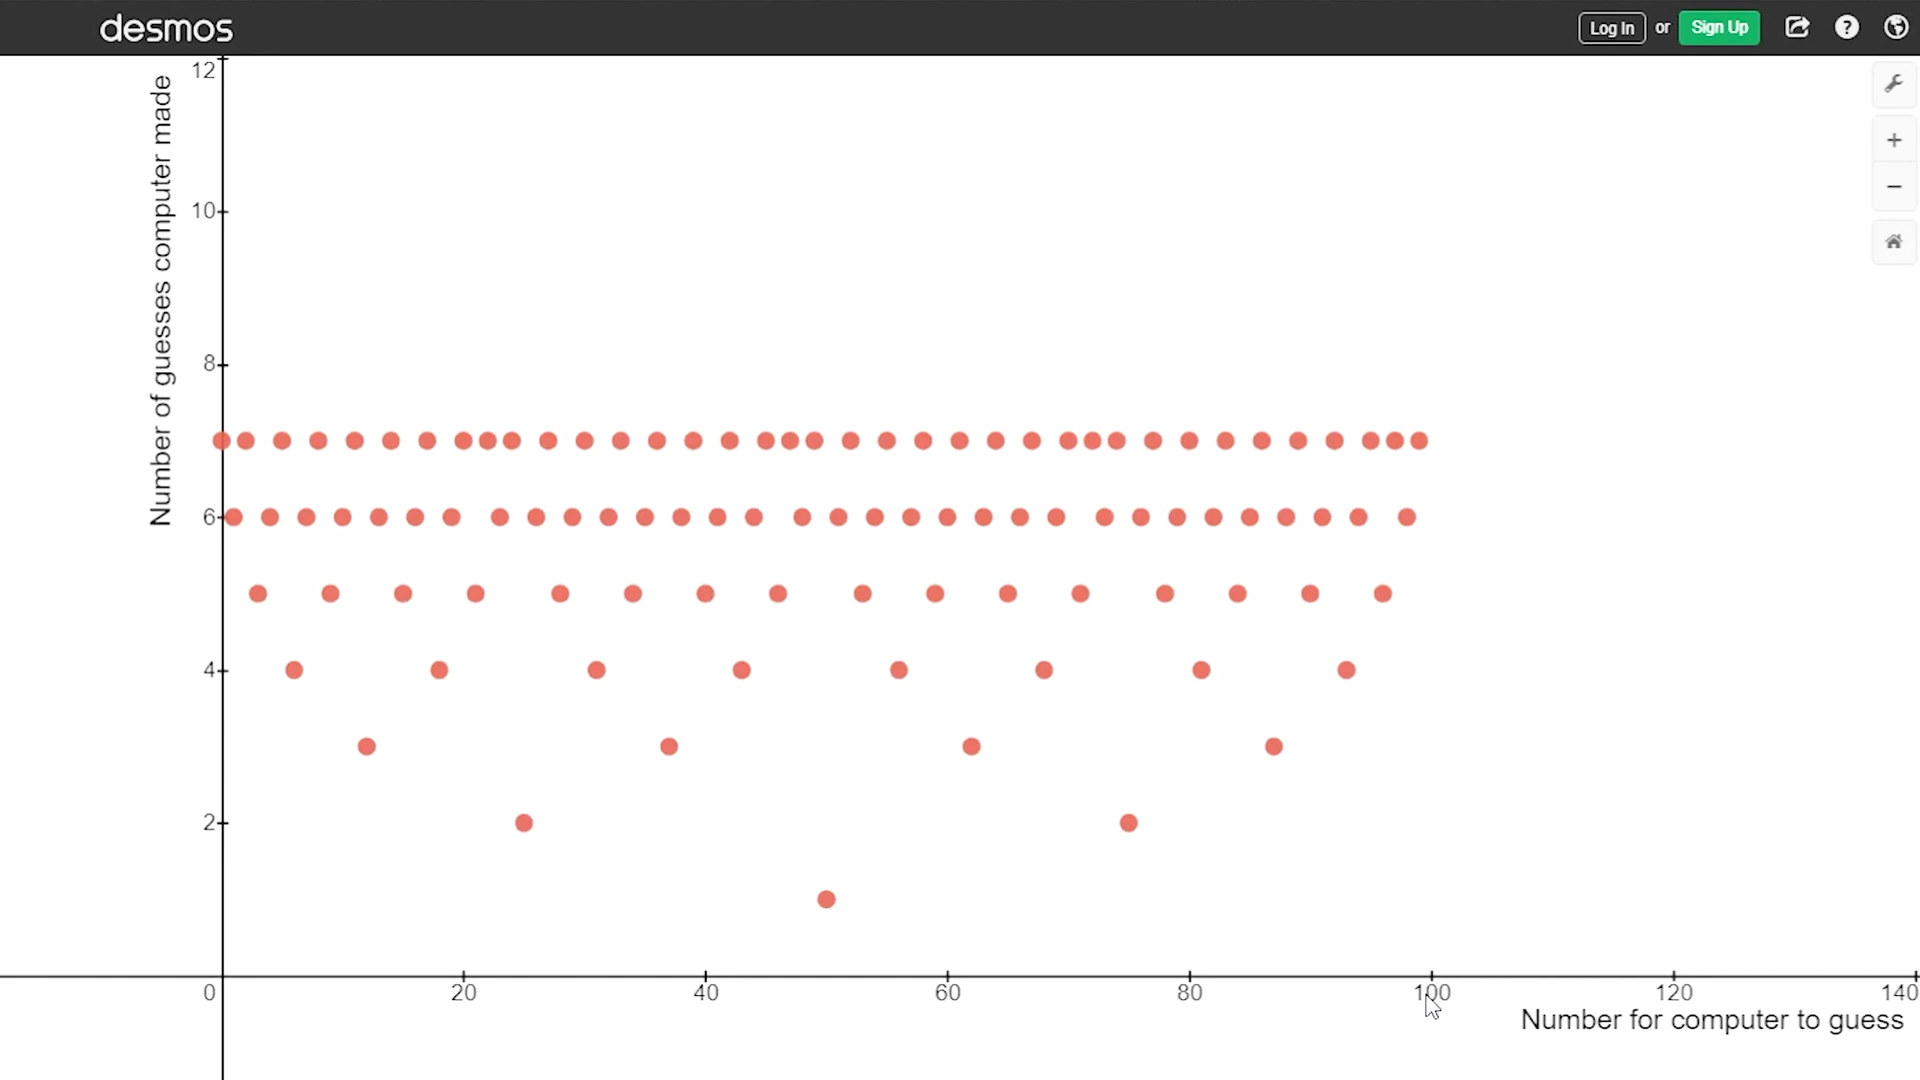 desmos
Log In or Sign Up
Number of guesses computer made
12
10
8
6
4
2
0 20 40 60 80 100 120 140
Number for computer to guess